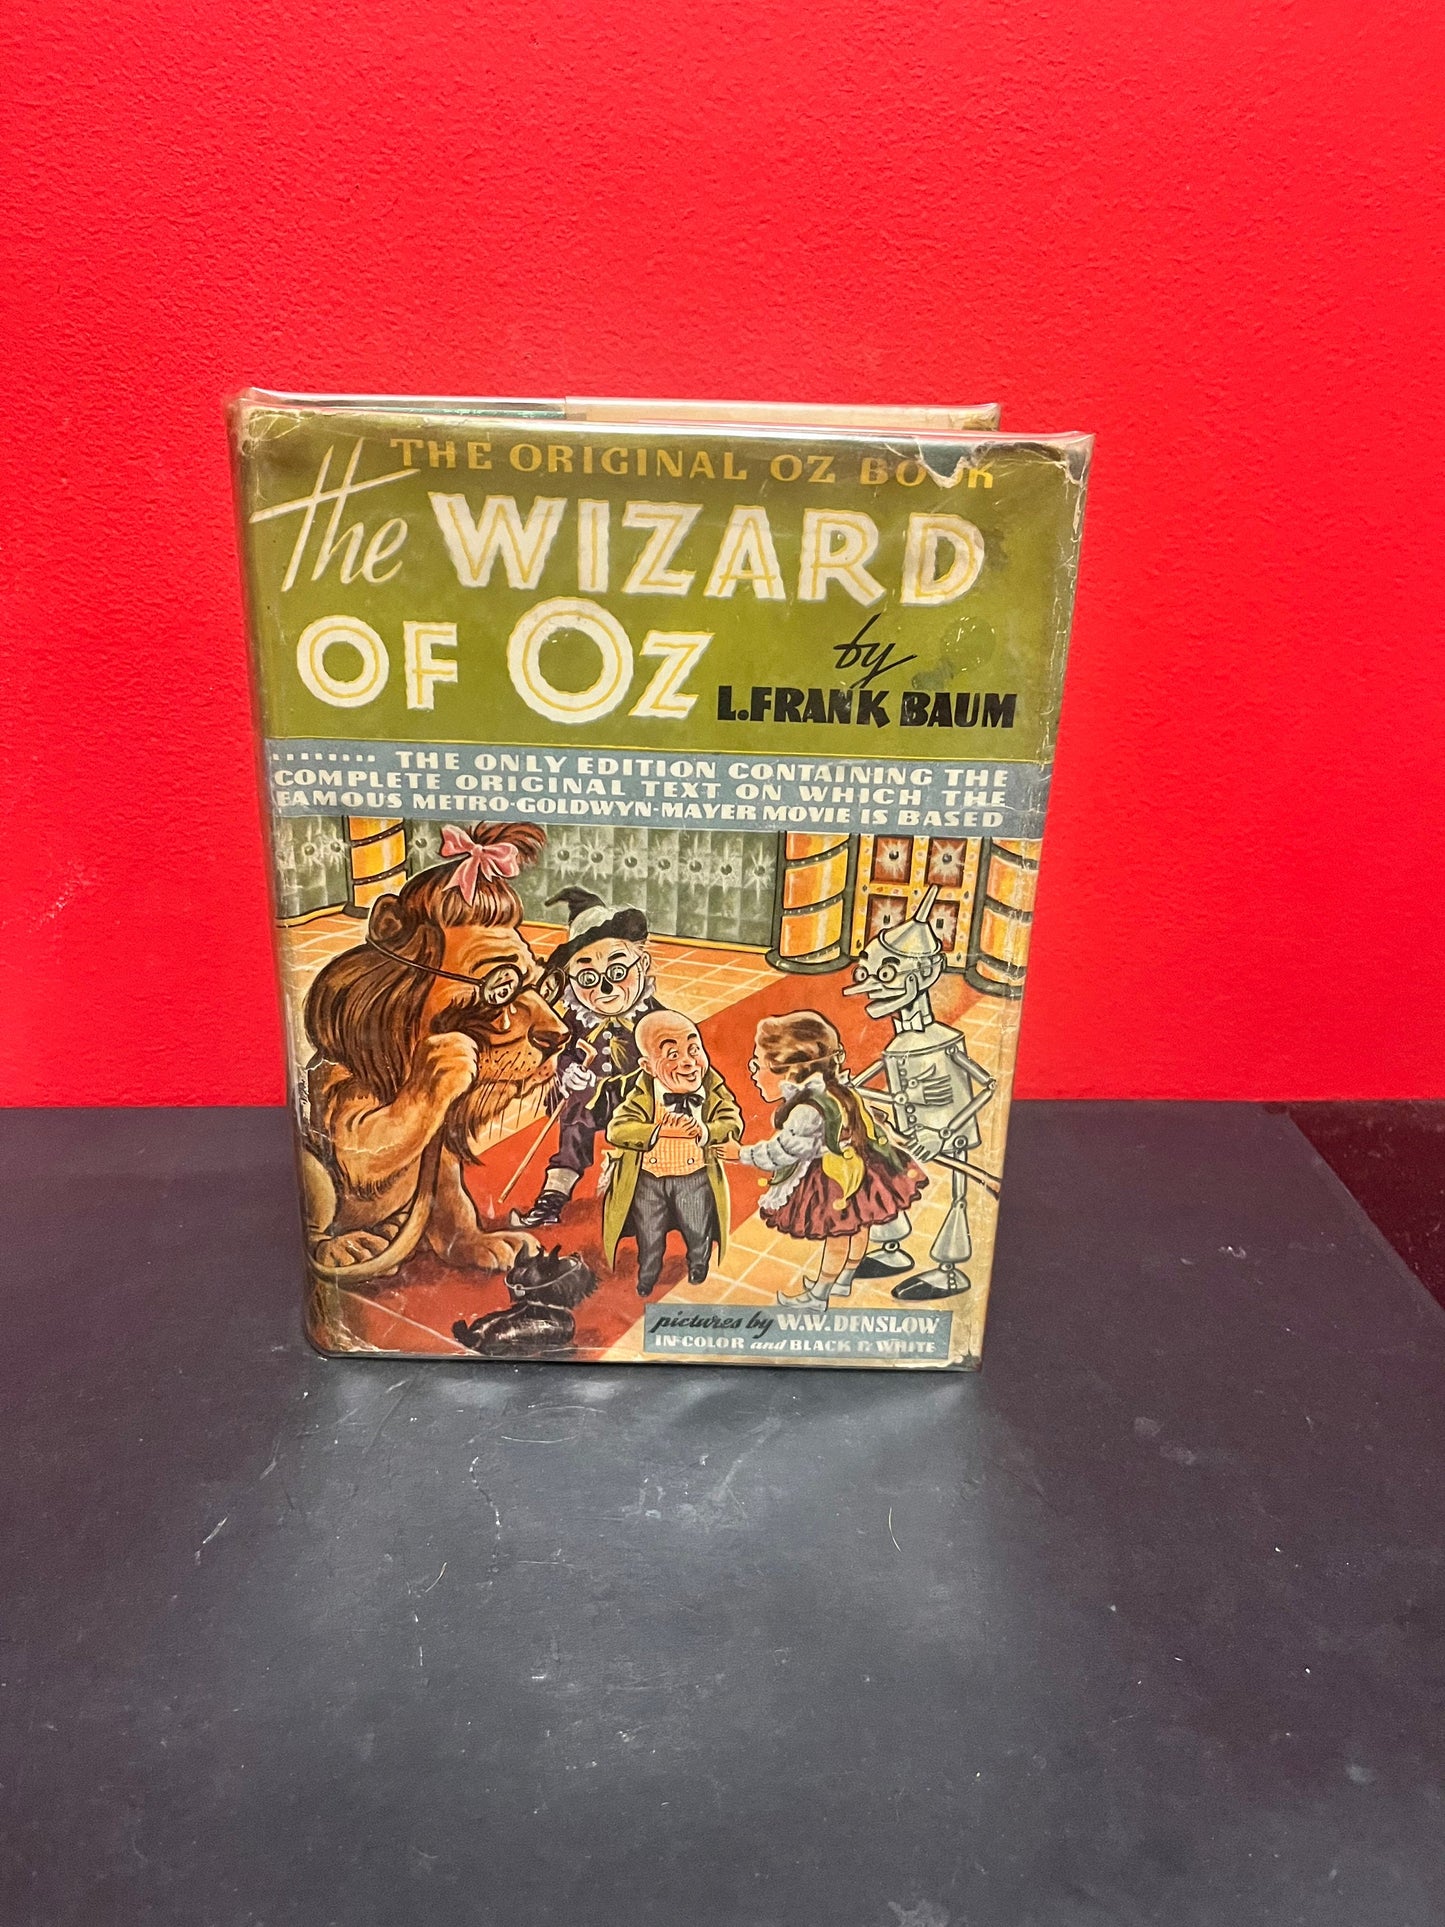 THE ORIGINAL OZ BOOK
the WIZARD
OF OZ
by
L. FRANK BAUM
......... THE ONLY EDITION CONTAINING THE
COMPLETE ORIGINAL TEXT ON WHICH THE
FAMOUS METRO-GOLDWYN-MAYER MOVIE IS BASED
pictures by W.W. DENSLOW
IN COLOR and BLACK & WHITE